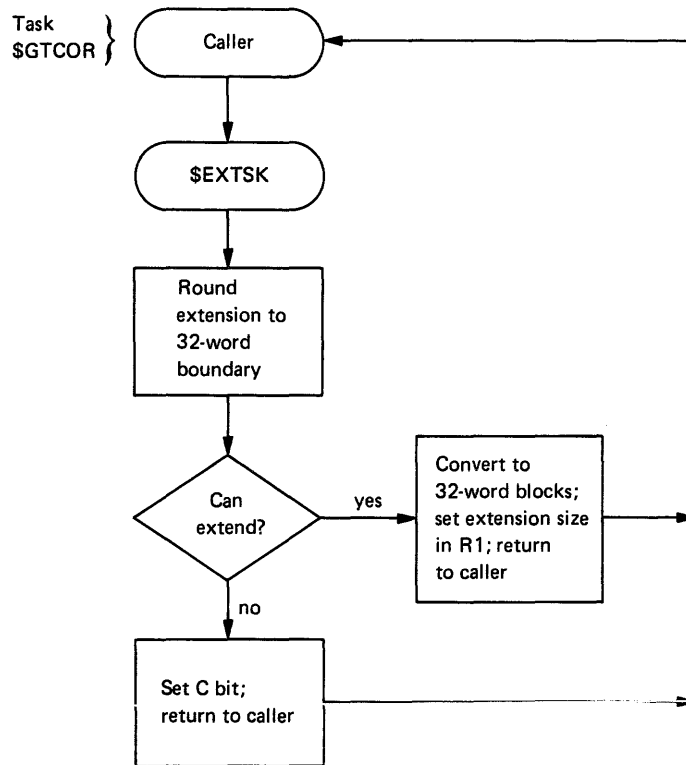 Task
$GTCOR
Caller
$EXTSK
Round
extension to
32-word
boundary
Can
extend?
yes
Convert to
32-word blocks;
set extension size
in R1; return
to caller
no
Set C bit;
return to caller